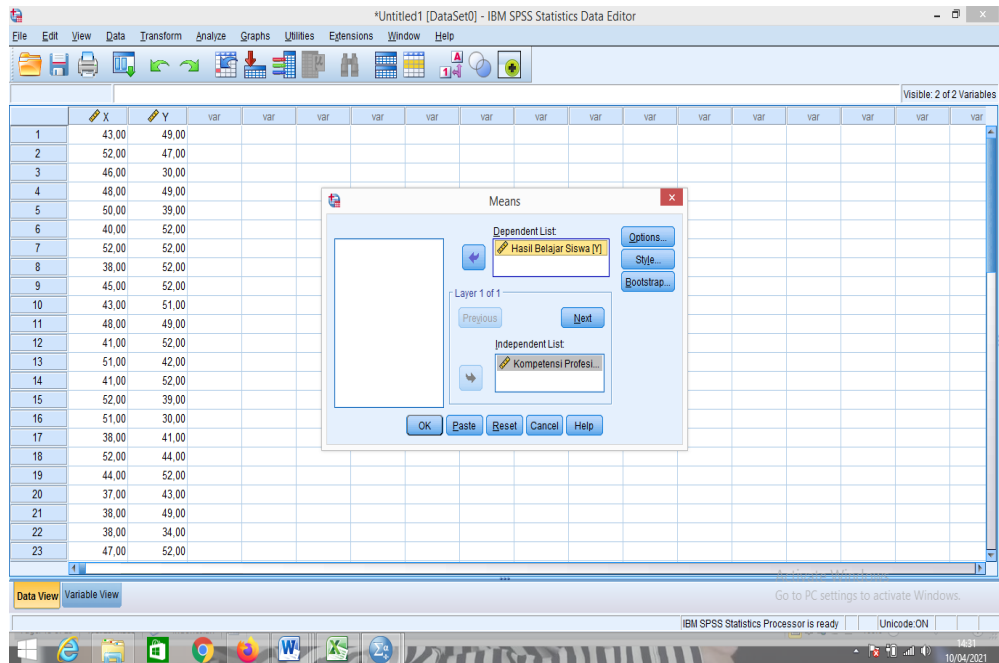 *Untitled1 [DataSet0] - IBM SPSS Statistics Data Editor
File Edit View Data Transform Analyze Graphs Utilities Extensions Window Help
Visible: 2 of 2 Variables
X Y var var var var var var var var var var var var var var var
1 43,00 49,00
2 52,00 47,00
3 46,00 30,00
4 48,00 49,00
5 50,00 39,00
6 40,00 52,00
7 52,00 52,00
8 38,00 52,00
9 45,00 52,00
10 43,00 51,00
11 48,00 49,00
12 41,00 52,00
13 51,00 42,00
14 41,00 52,00
15 52,00 39,00
16 51,00 30,00
17 38,00 41,00
18 52,00 44,00
19 44,00 52,00
20 37,00 43,00
21 38,00 49,00
22 38,00 34,00
23 47,00 52,00
Means
Dependent List:
Hasil Belajar Siswa [Y]
Options...
Style...
Bootstrap...
Layer 1 of 1
Previous Next
Independent List:
Kompetensi Profesi...
OK Paste Reset Cancel Help
Activate Windows
Go to PC settings to activate Windows.
Data View Variable View
IBM SPSS Statistics Processor is ready Unicode:ON
14:31
10/04/2021